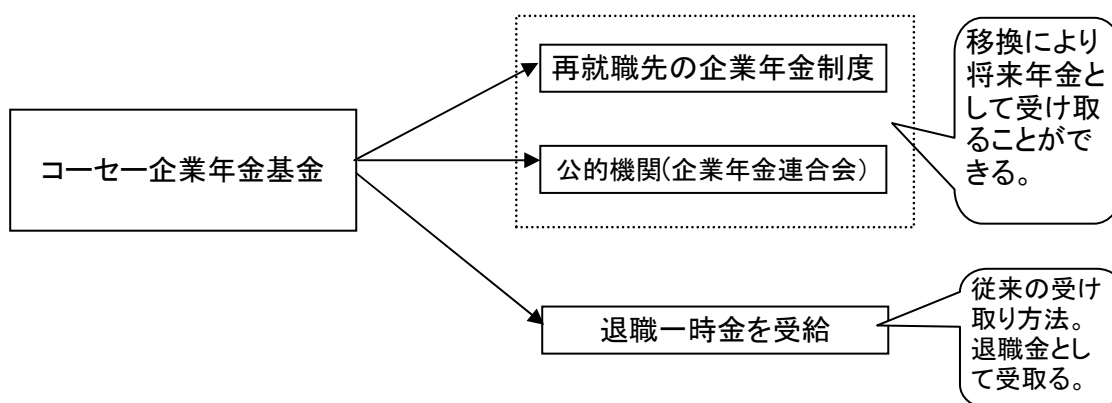 コーセー企業年金基金
再就職先の企業年金制度
公的機関(企業年金連合会)
移換により
将来年金と
して受け取
ることがで
きる。
退職一時金を受給
従来の受け
取り方法。
退職金とし
て受取る。